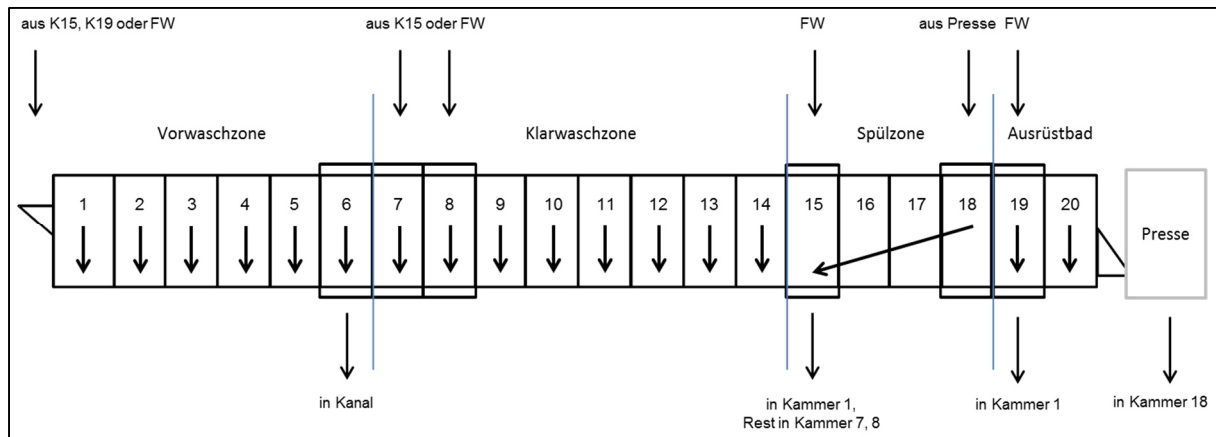 aus K15, K19 oder FW
aus K15 oder FW
FW
aus Presse FW
Vorwaschzone
Klarwaschzone
Spülzone
Ausrüstbad
1 2 3 4 5 6 7 8 9 10 11 12 13 14 15 16 17 18 19 20
Presse
in Kanal
in Kammer 1,
Rest in Kammer 7, 8
in Kammer 1
in Kammer 18